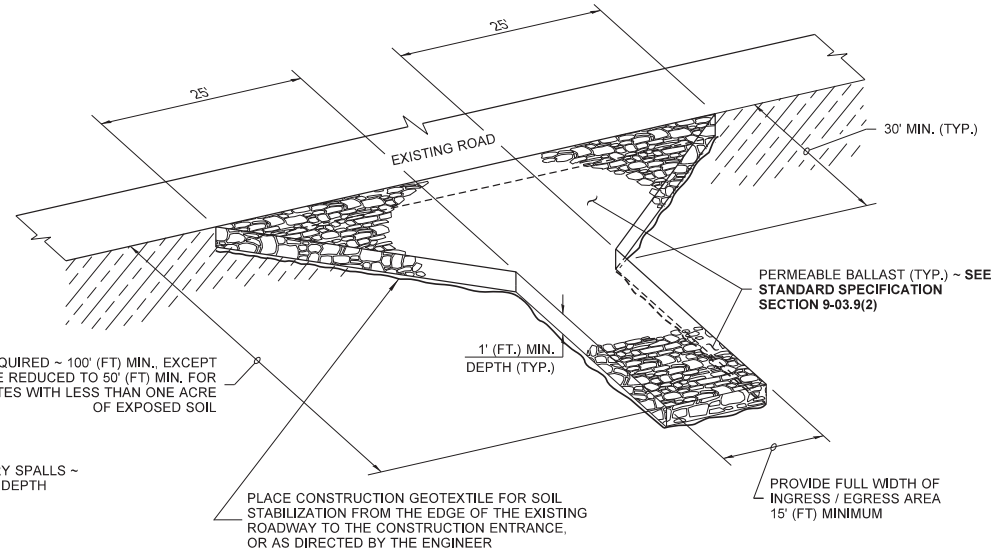 25'
25'
EXISTING ROAD
30' MIN. (TYP.)
PERMEABLE BALLAST (TYP.) ~ SEE
STANDARD SPECIFICATION
SECTION 9-03.9(2)
1' (FT.) MIN.
DEPTH (TYP.)
~ 100' (FT) MIN., EXCEPT
REDUCED TO 50' (FT) MIN. FOR
WITH LESS THAN ONE ACRE
OF EXPOSED SOIL
SPALLS ~
DEPTH
PLACE CONSTRUCTION GEOTEXTILE FOR SOIL
STABILIZATION FROM THE EDGE OF THE EXISTING
ROADWAY TO THE CONSTRUCTION ENTRANCE,
OR AS DIRECTED BY THE ENGINEER
PROVIDE FULL WIDTH OF
INGRESS / EGRESS AREA
15' (FT) MINIMUM